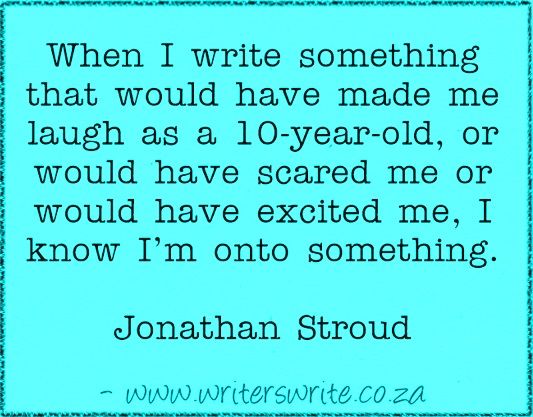 When I write something
that would have made me
laugh as a 10-year-old, or
would have scared me or
would have excited me, I
know I'm onto something.
Jonathan Stroud
- www.writerswrite.co.za